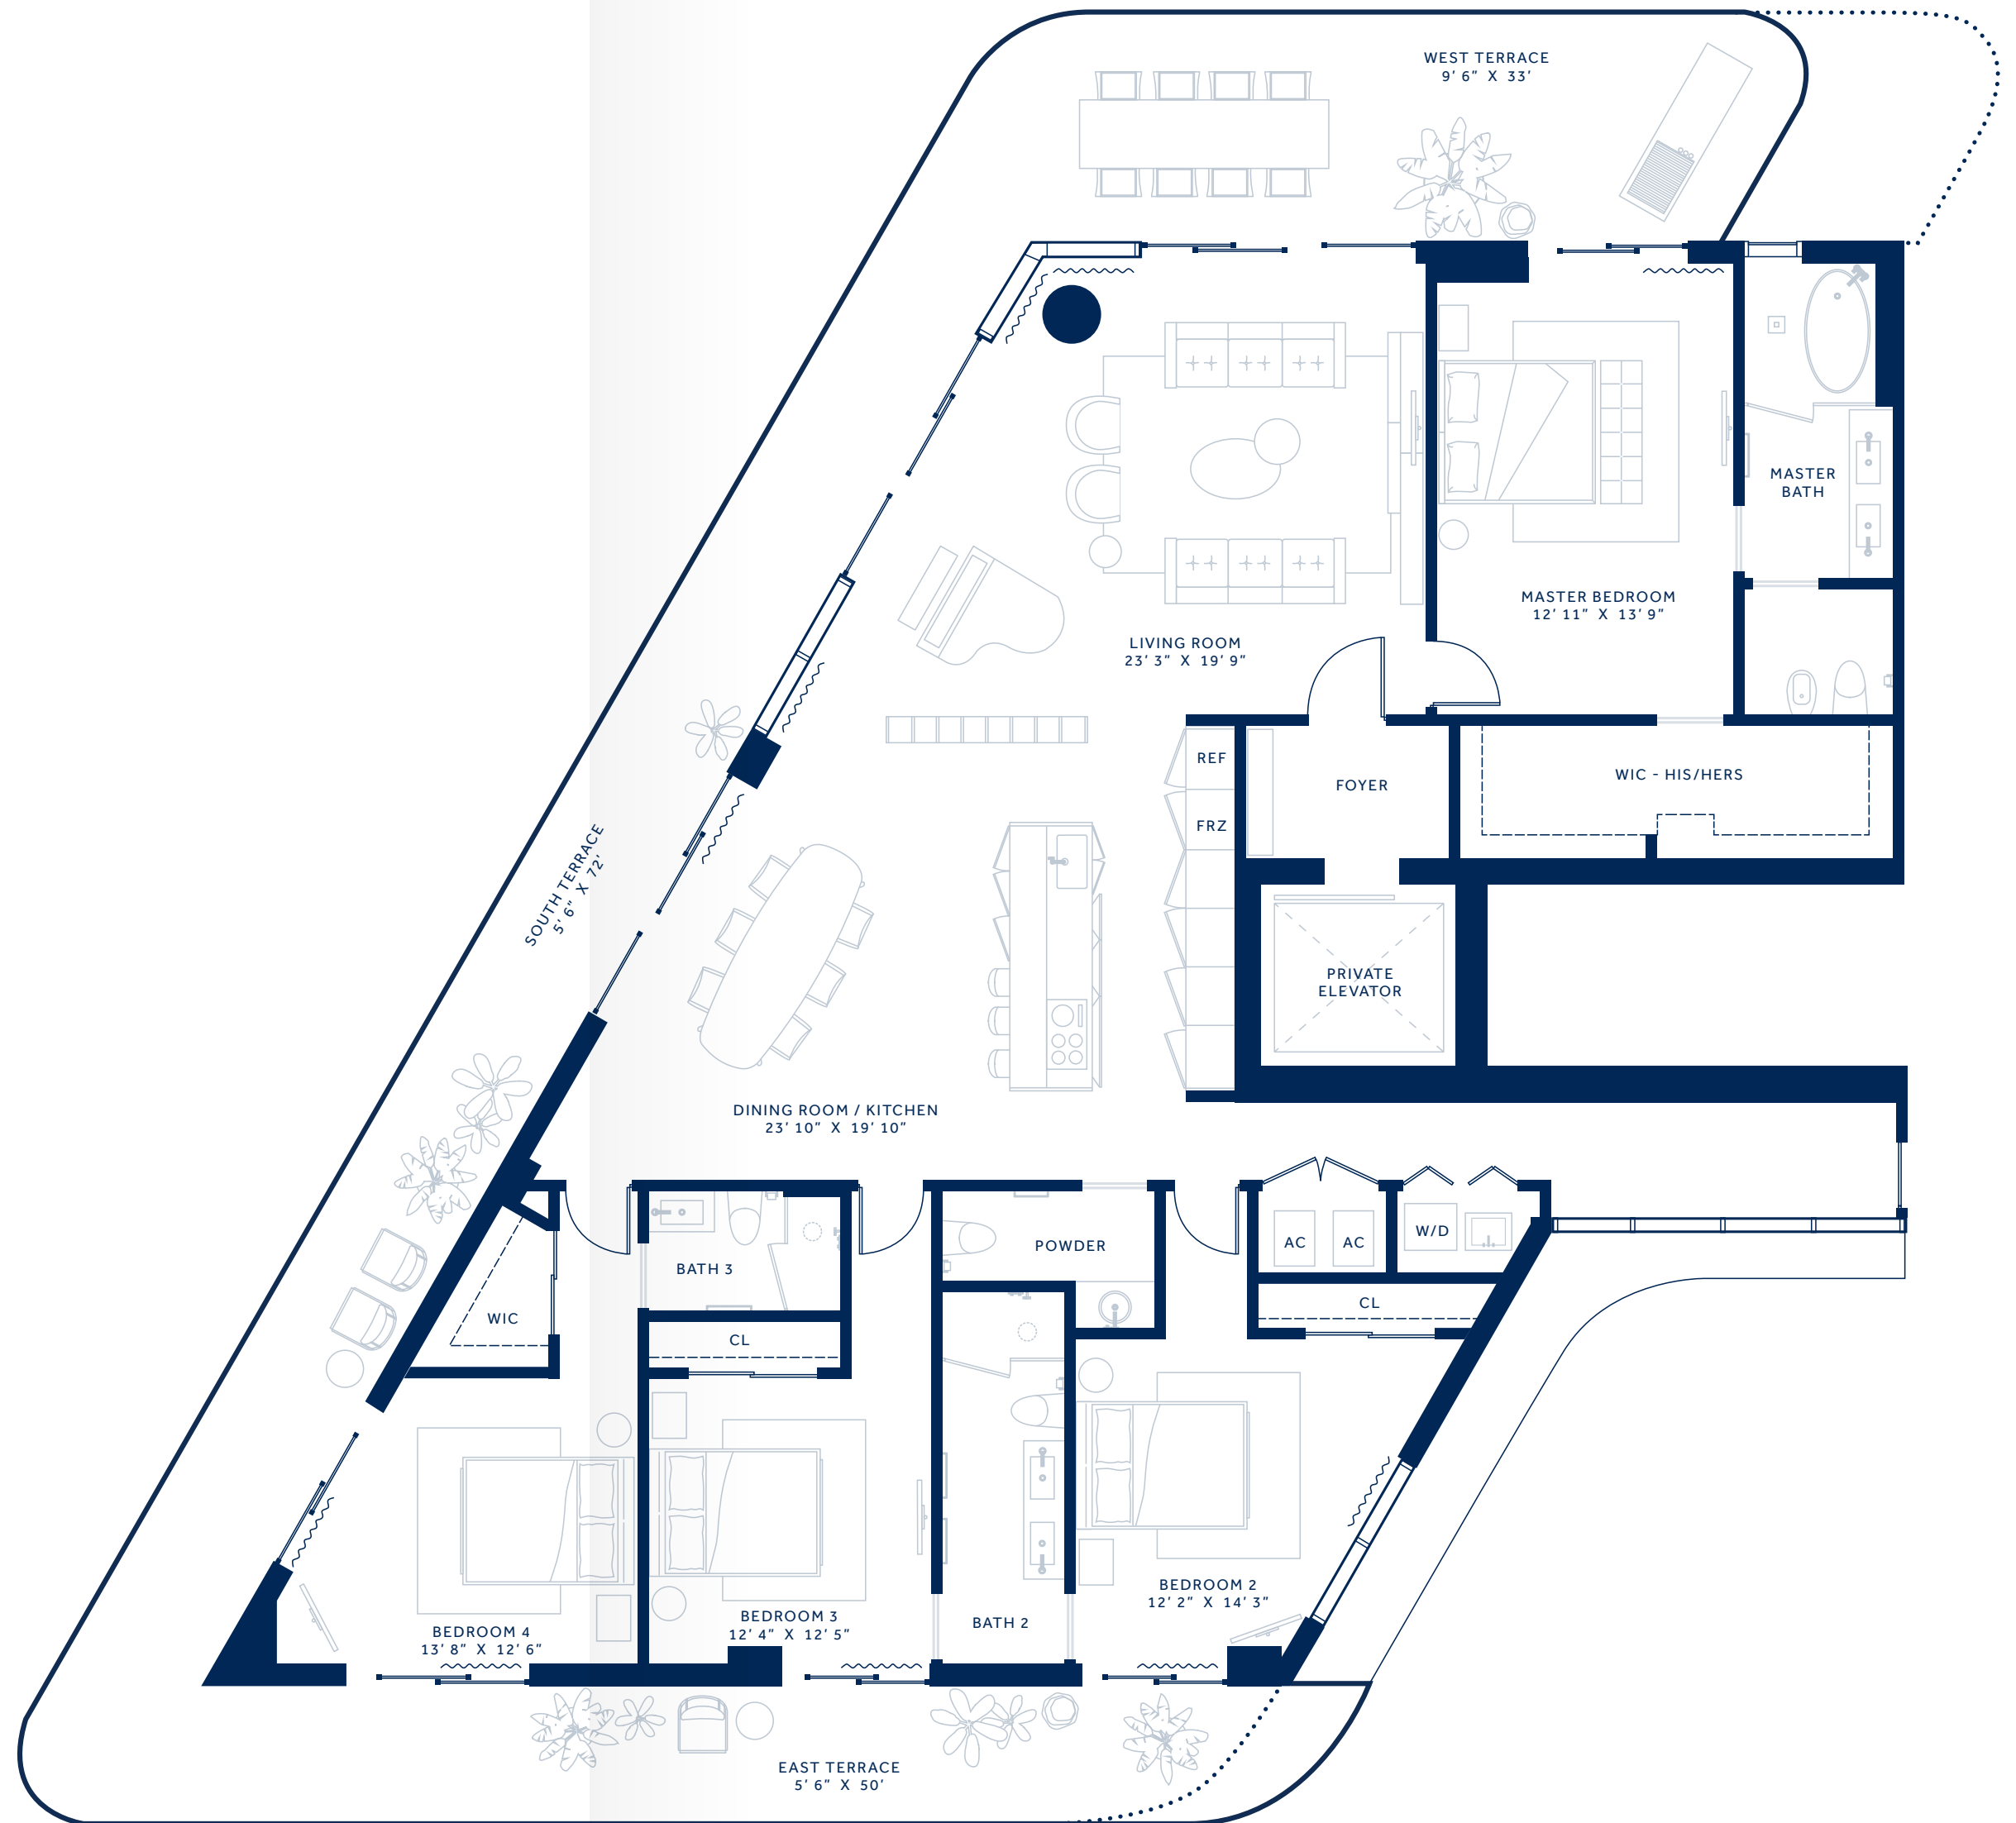 WEST TERRACE
9' 6" X 33'
MASTER
BATH
MASTER BEDROOM
12' 11" X 13' 9"
LIVING ROOM
23' 3" X 19' 9"
REF
FOYER
WIC - HIS/HERS
FRZ
SOUTH TERRACE
5' 6" X 72'
PRIVATE
ELEVATOR
DINING ROOM / KITCHEN
23' 10" X 19' 10"
POWDER
AC
AC
W/D
BATH 3
WIC
CL
CL
BEDROOM 2
12' 2" X 14' 3"
BEDROOM 3
12' 4" X 12' 5"
BATH 2
BEDROOM 4
13' 8" X 12' 6"
EAST TERRACE
5' 6" X 50'